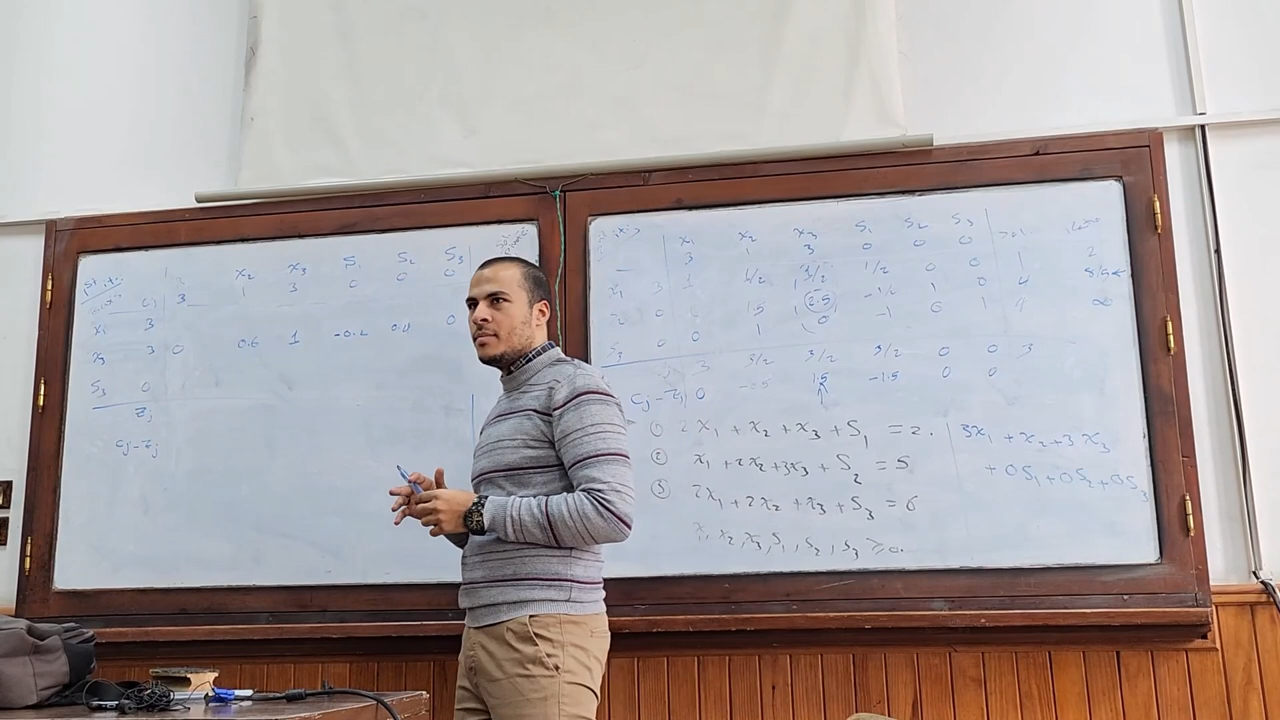 x₂ x₃ S₁ S₂ S₃
Cj 3 1 3 0 0 0
x₁ 3
x₃ 3 0 0.6 1 -0.2 0.4 0
S₃ 0
Zj
Cj - Zj
x₁ x₂ x₃ S₁ S₂ S₃
3 1 3 0 0 0
x₁ 3 1 1/2 1/2 1/2 0 0 1 2
0 1.5 2.5 -1/2 1 0 4 8/5 ←
S₃ 0 0 1 0 -1 0 1 4 ∞
3 3/2 3/2 3/2 0 0 3
Cj - Zj 0 -0.5 1.5 -1.5 0 0
① 2x₁ + x₂ + x₃ + S₁ = 2.
② x₁ + 2x₂ + 3x₃ + S₂ = 5
③ 2x₁ + 2x₂ + x₃ + S₃ = 6
x₁, x₂, x₃, S₁, S₂, S₃ ≥ 0.
3x₁ + x₂ + 3x₃
+ 0S₁ + 0S₂ + 0S₃